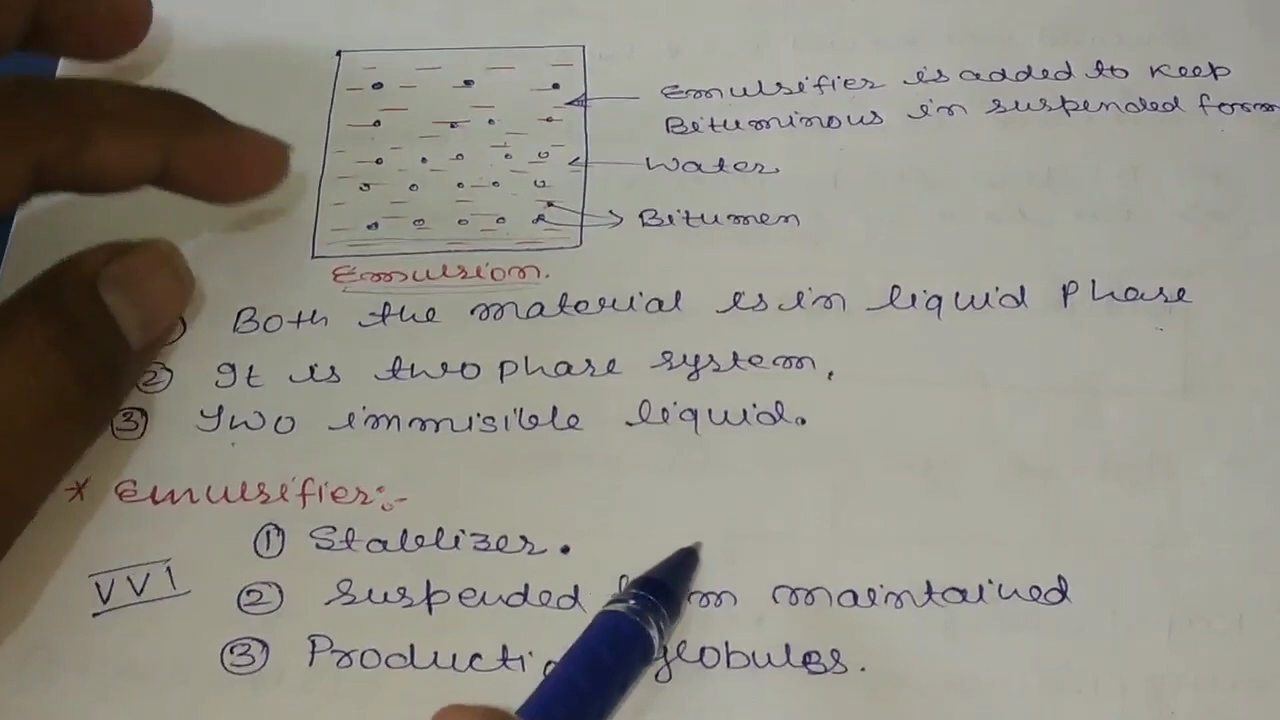 Emulsifier is added to keep
Bituminous in suspended form
Water
Bitumen
Emulsion.
Both the material is in liquid Phase
② It is two phase system.
③ Two immisible liquid.
* Emulsifier:-
① Stablizer.
VVI
② Suspended maintained
③ globules.